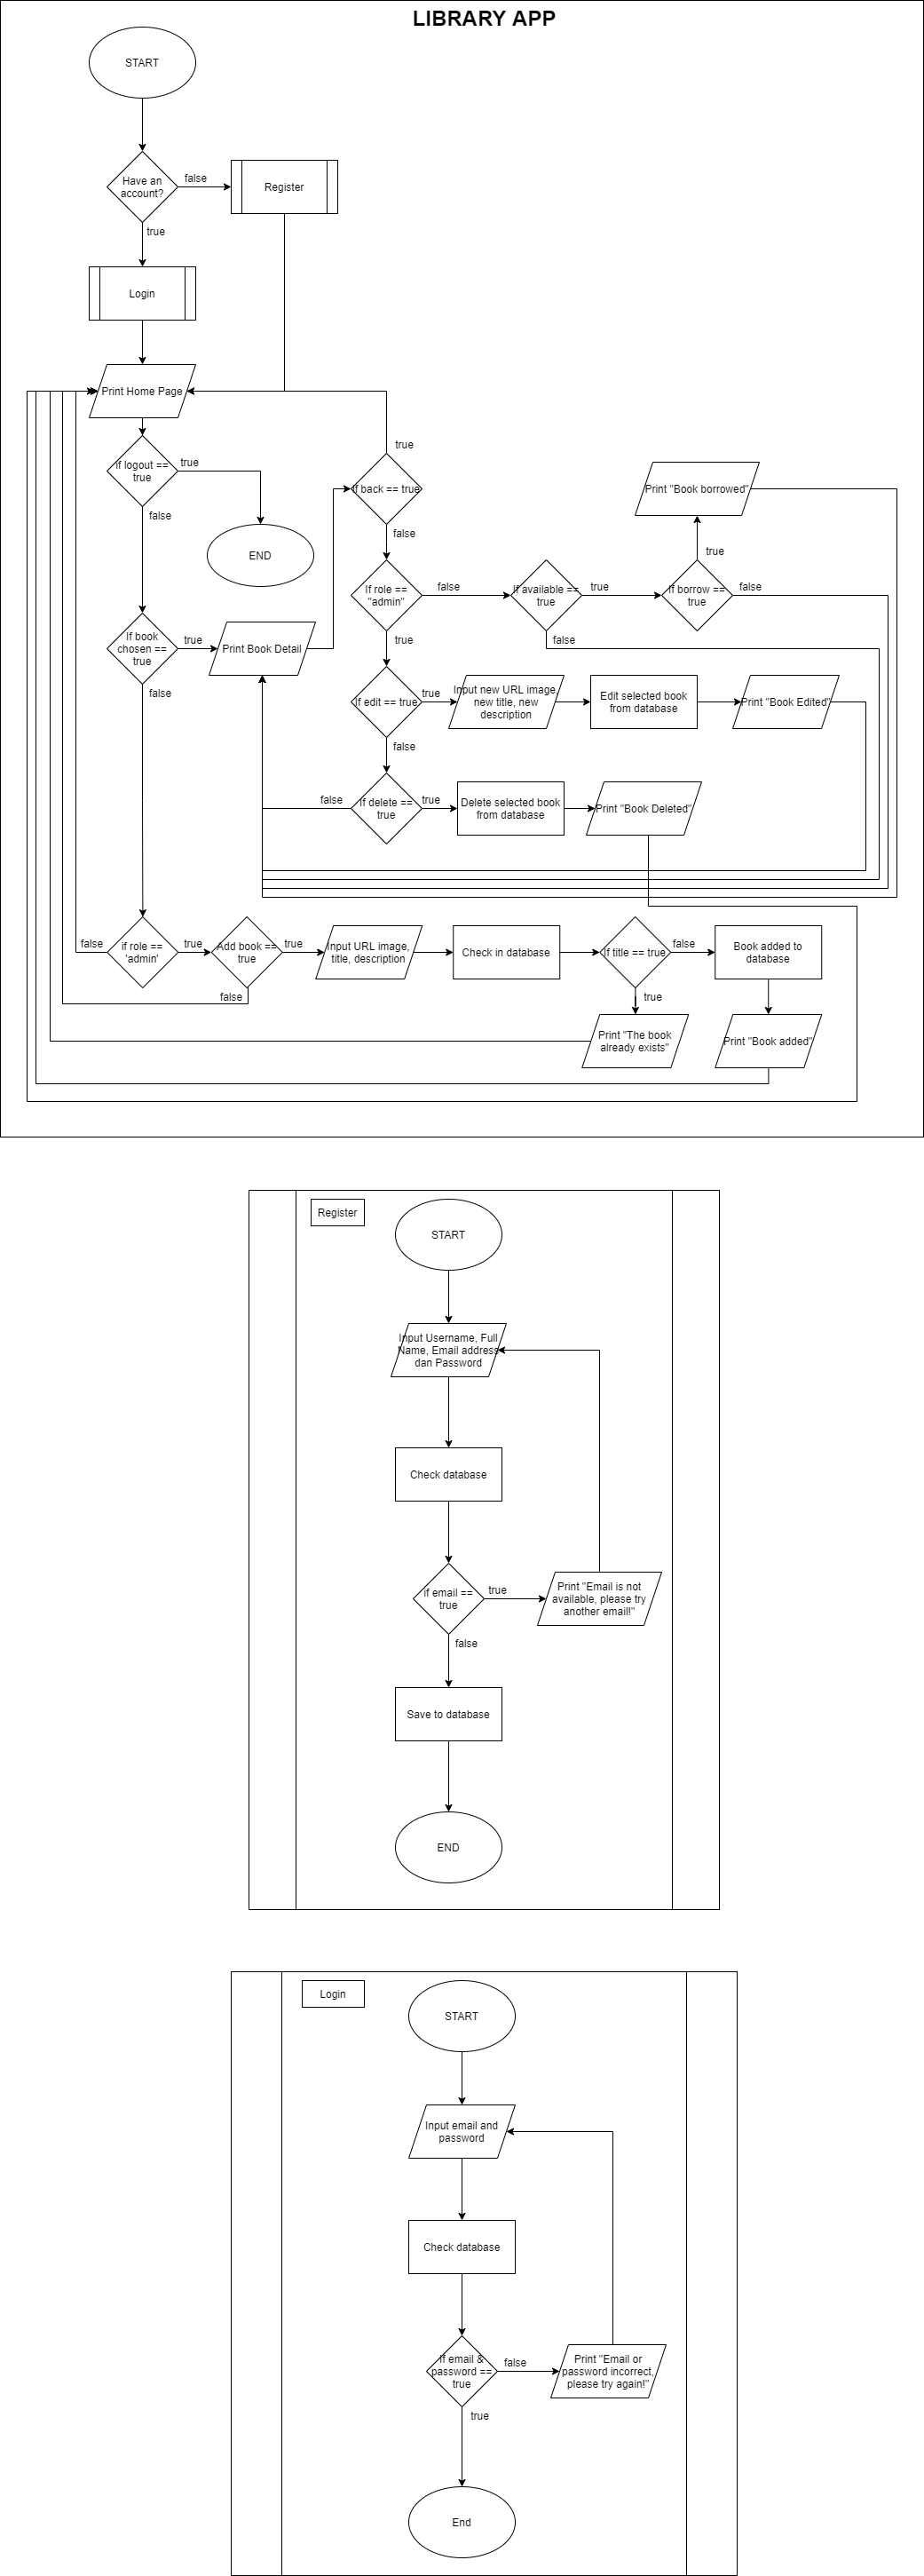 LIBRARY APP
START
Have an
account?
false
Register
true
Login
Print Home Page
If logout ==
true
true
false
END
true
If back == true
false
Print "Book borrowed"
true
If role ==
"admin"
false
If available ==
true
true
If borrow ==
true
false
true
false
If book
chosen ==
true
true
Print Book Detail
false
If edit == true
true
Input new URL image,
new title, new
description
Edit selected book
from database
Print "Book Edited"
false
false
If delete ==
true
true
Delete selected book
from database
Print "Book Deleted"
false
if role ==
'admin'
true
Add book ==
true
true
false
Input URL image,
title, description
Check in database
If title == true
false
Book added to
database
true
Print "The book
already exists"
Print "Book added"
Register
START
Input Username, Full
Name, Email address
dan Password
Check database
if email ==
true
true
Print "Email is not
available, please try
another email!"
false
Save to database
END
Login
START
Input email and
password
Check database
If email &
password ==
true
false
Print "Email or
password incorrect,
please try again!"
true
End